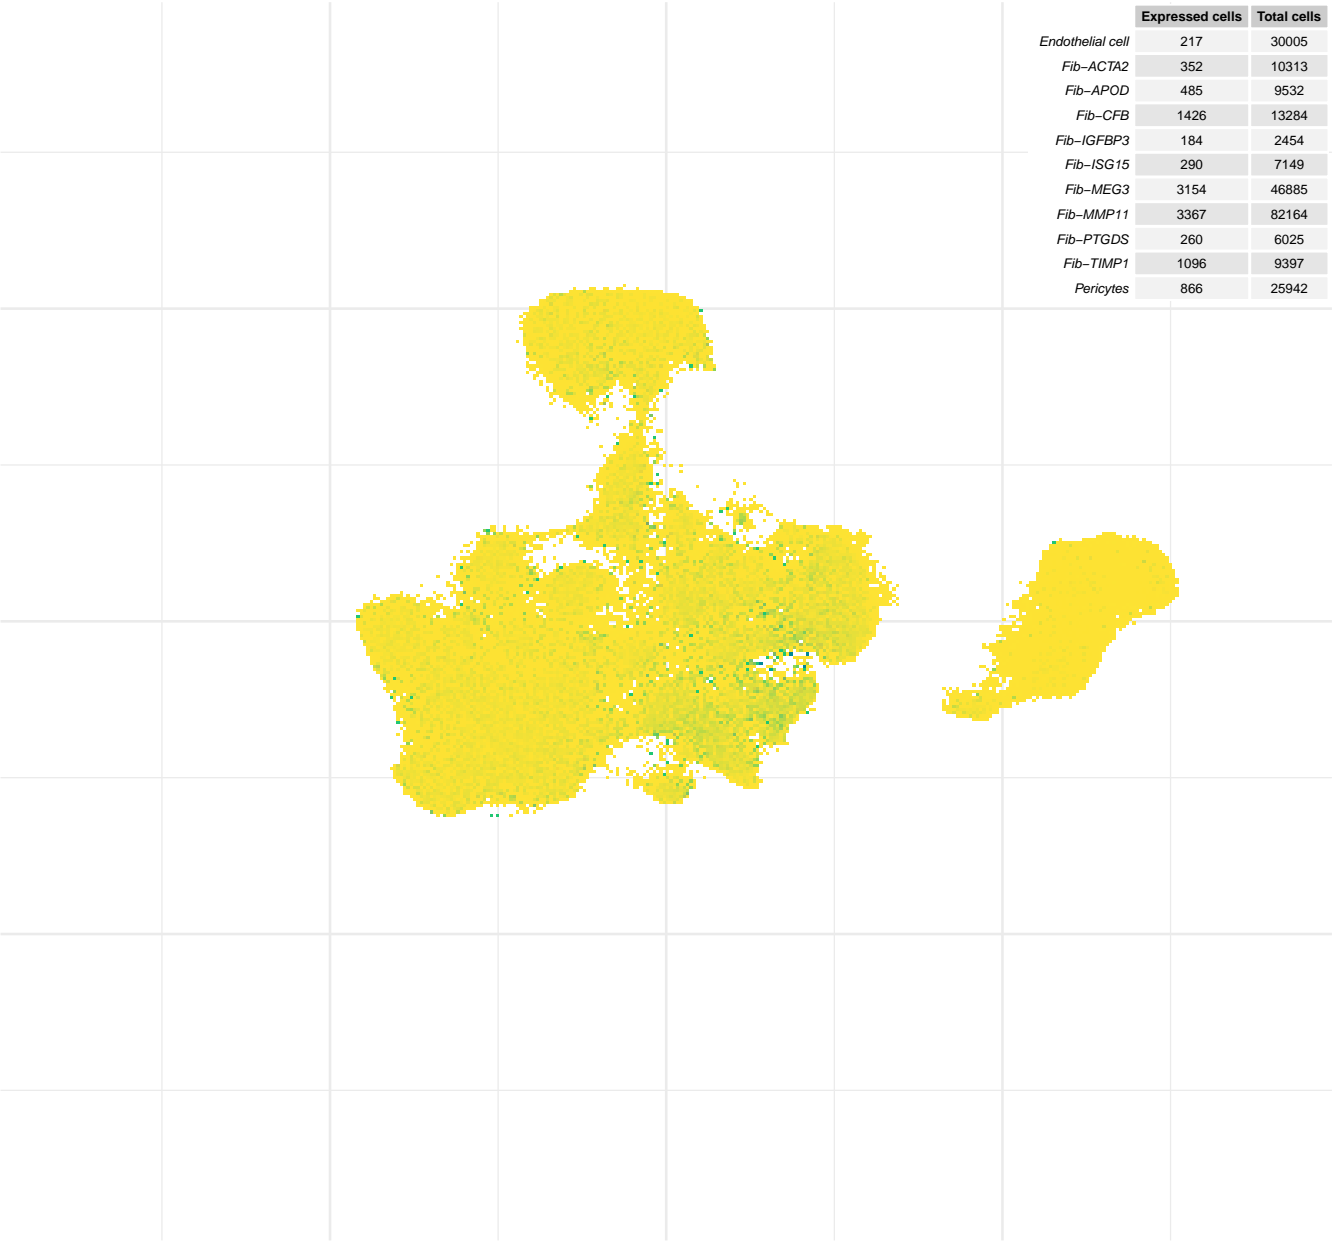 Expressed cells Total cells
Endothelial cell 217 30005
Fib−ACTA2 352 10313
Fib−APOD 485 9532
Fib−CFB 1426 13284
Fib−IGFBP3 184 2454
Fib−ISG15 290 7149
Fib−MEG3 3154 46885
Fib−MMP11 3367 82164
Fib−PTGDS 260 6025
Fib−TIMP1 1096 9397
Pericytes 866 25942